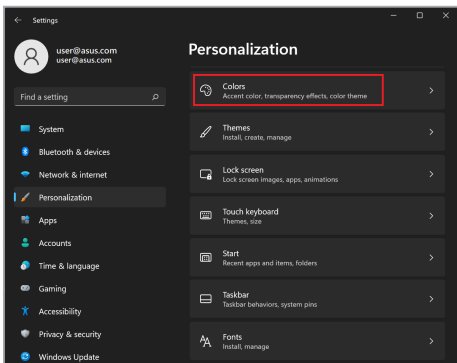 Settings
user@asus.com
user@asus.com
Find a setting
System
Bluetooth & devices
Network & internet
Personalization
Apps
Accounts
Time & language
Gaming
Accessibility
Privacy & security
Windows Update
Personalization
Colors
Accent color, transparency effects, color theme
Themes
Install, create, manage
Lock screen
Lock screen images, apps, animations
Touch keyboard
Themes, size
Start
Recent apps and items, folders
Taskbar
Taskbar behaviors, system pins
Fonts
Install, manage